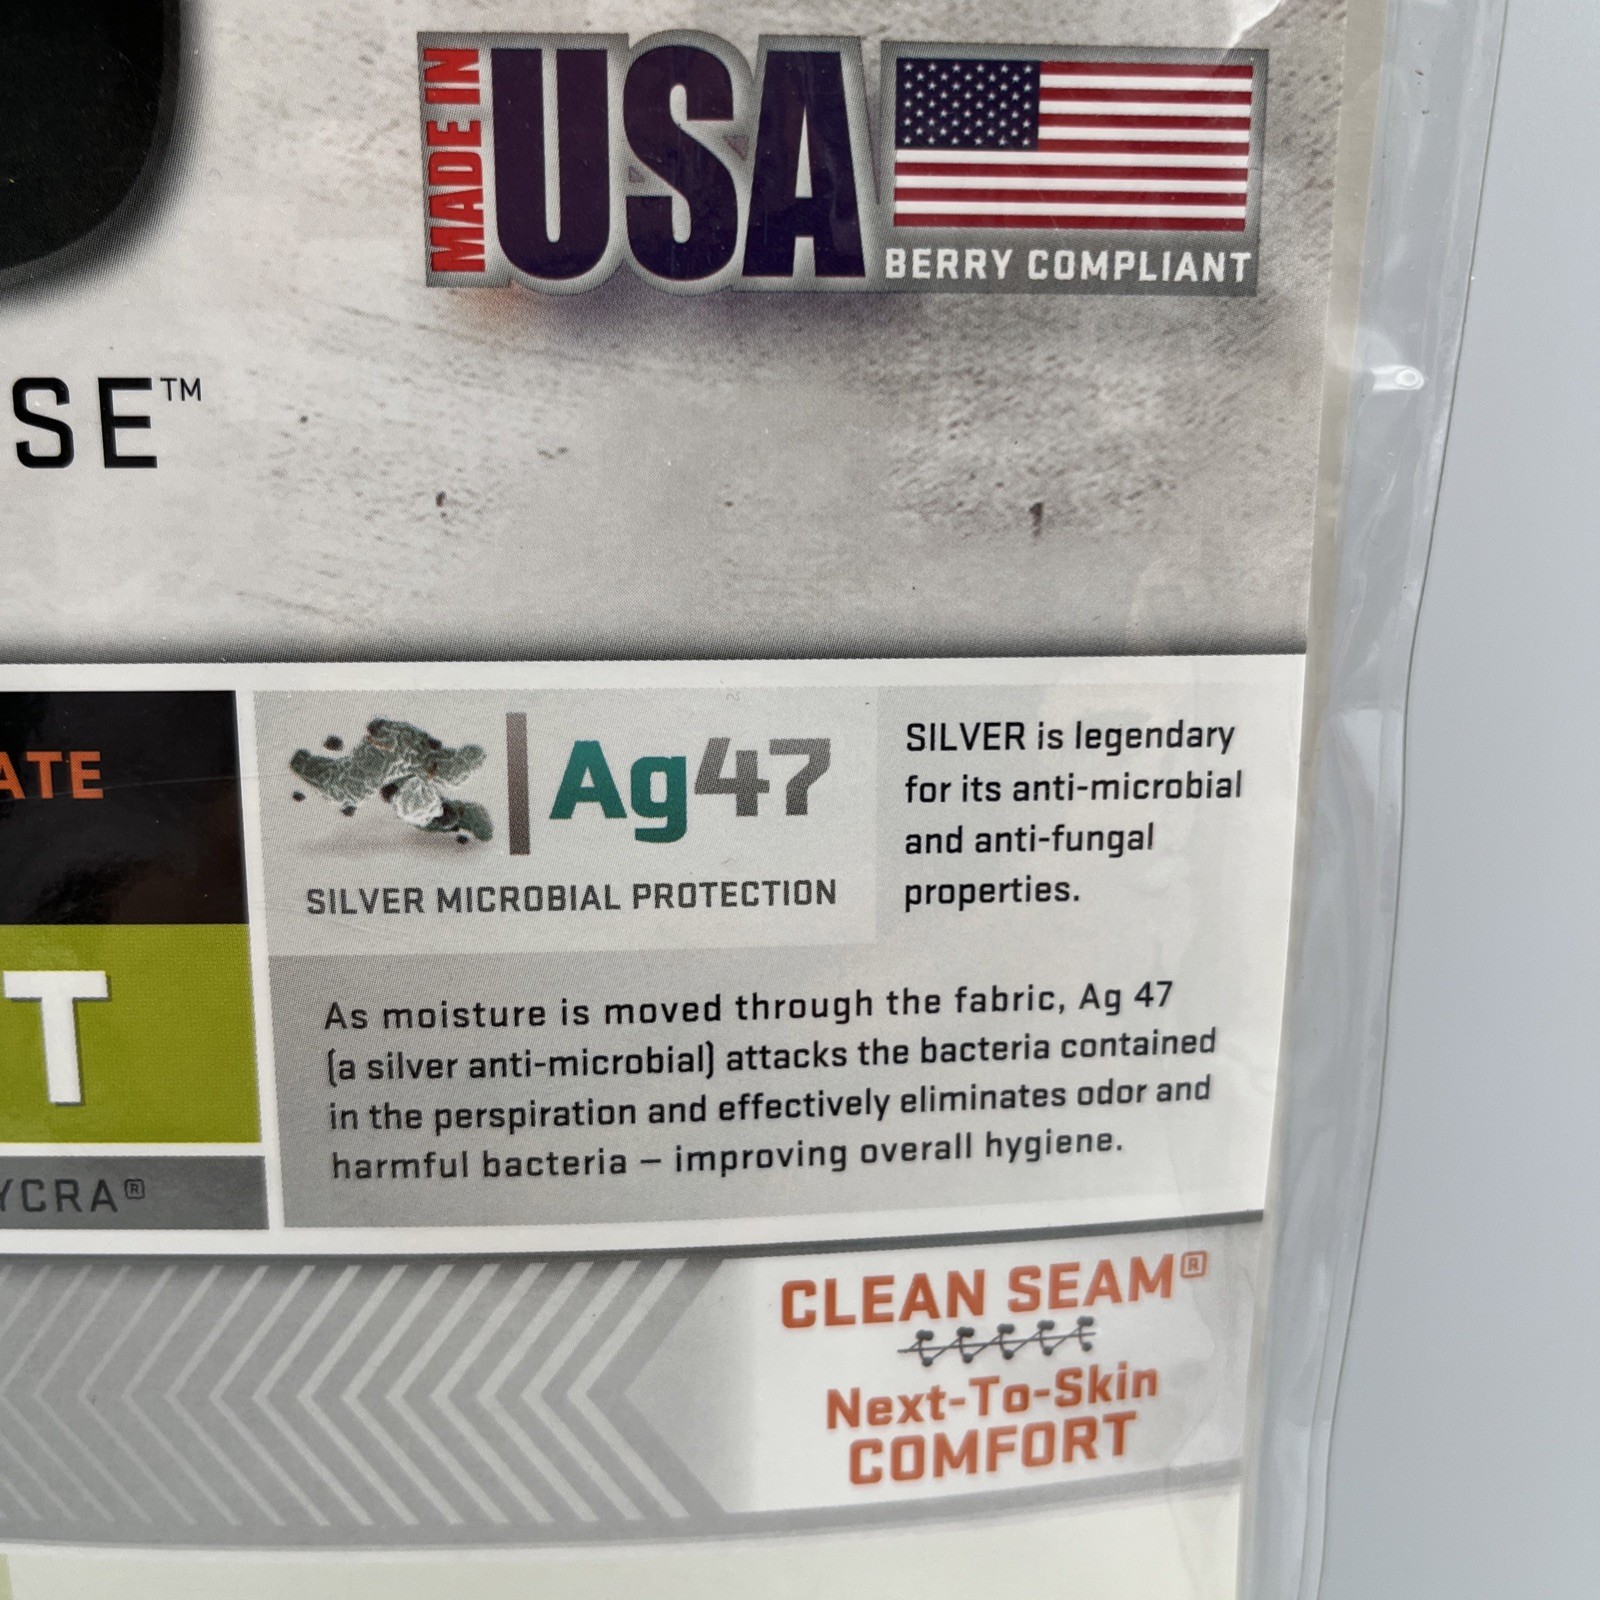 MADE IN
USA
BERRY COMPLIANT
SE™
ATE
T
YCRA®
Ag47
SILVER MICROBIAL PROTECTION
SILVER is legendary
for its anti-microbial
and anti-fungal
properties.
As moisture is moved through the fabric, Ag 47
(a silver anti-microbial) attacks the bacteria contained
in the perspiration and effectively eliminates odor and
harmful bacteria – improving overall hygiene.
CLEAN SEAM®
Next-To-Skin
COMFORT